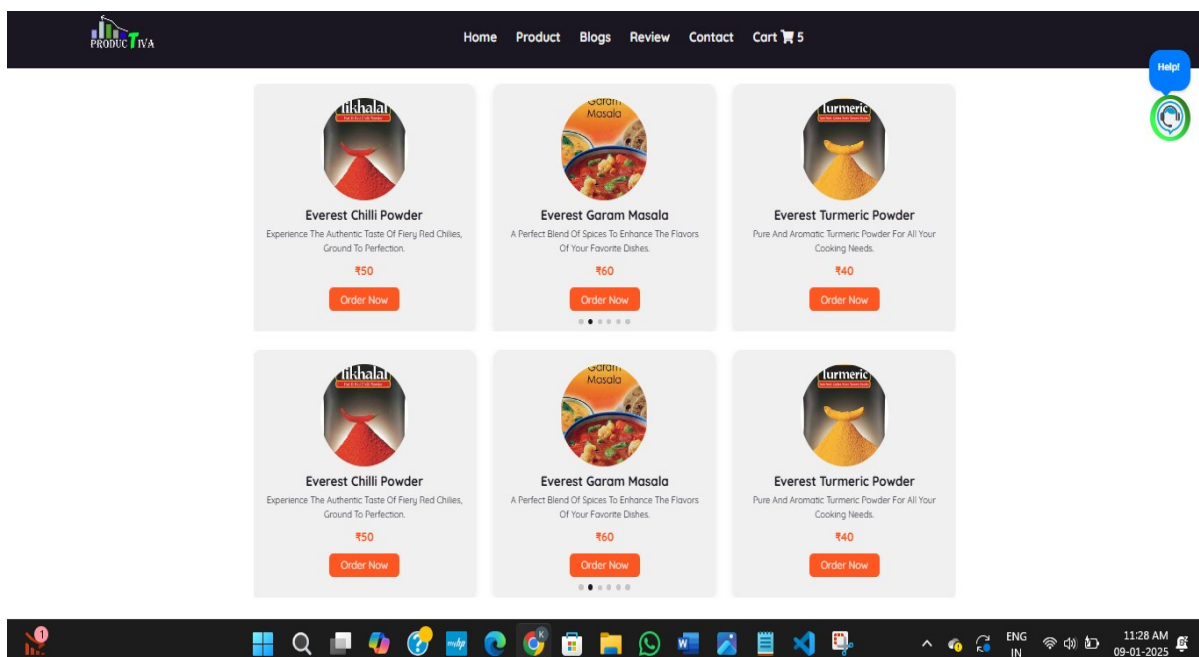 PRODUCTIVA
Home Product Blogs Review Contact Cart 5
Help!
Tikhalal
Garam
Masala
Turmeric
Everest Chilli Powder
Experience The Authentic Taste Of Fiery Red Chilies,
Ground To Perfection.
₹50
Order Now
Everest Garam Masala
A Perfect Blend Of Spices To Enhance The Flavors
Of Your Favorite Dishes.
₹60
Order Now
Everest Turmeric Powder
Pure And Aromatic Turmeric Powder For All Your
Cooking Needs.
₹40
Order Now
Tikhalal
Garam
Masala
Turmeric
Everest Chilli Powder
Experience The Authentic Taste Of Fiery Red Chilies,
Ground To Perfection.
₹50
Order Now
Everest Garam Masala
A Perfect Blend Of Spices To Enhance The Flavors
Of Your Favorite Dishes.
₹60
Order Now
Everest Turmeric Powder
Pure And Aromatic Turmeric Powder For All Your
Cooking Needs.
₹40
Order Now
1
myhp
K
W
ENG
IN
11:28 AM
09-01-2025